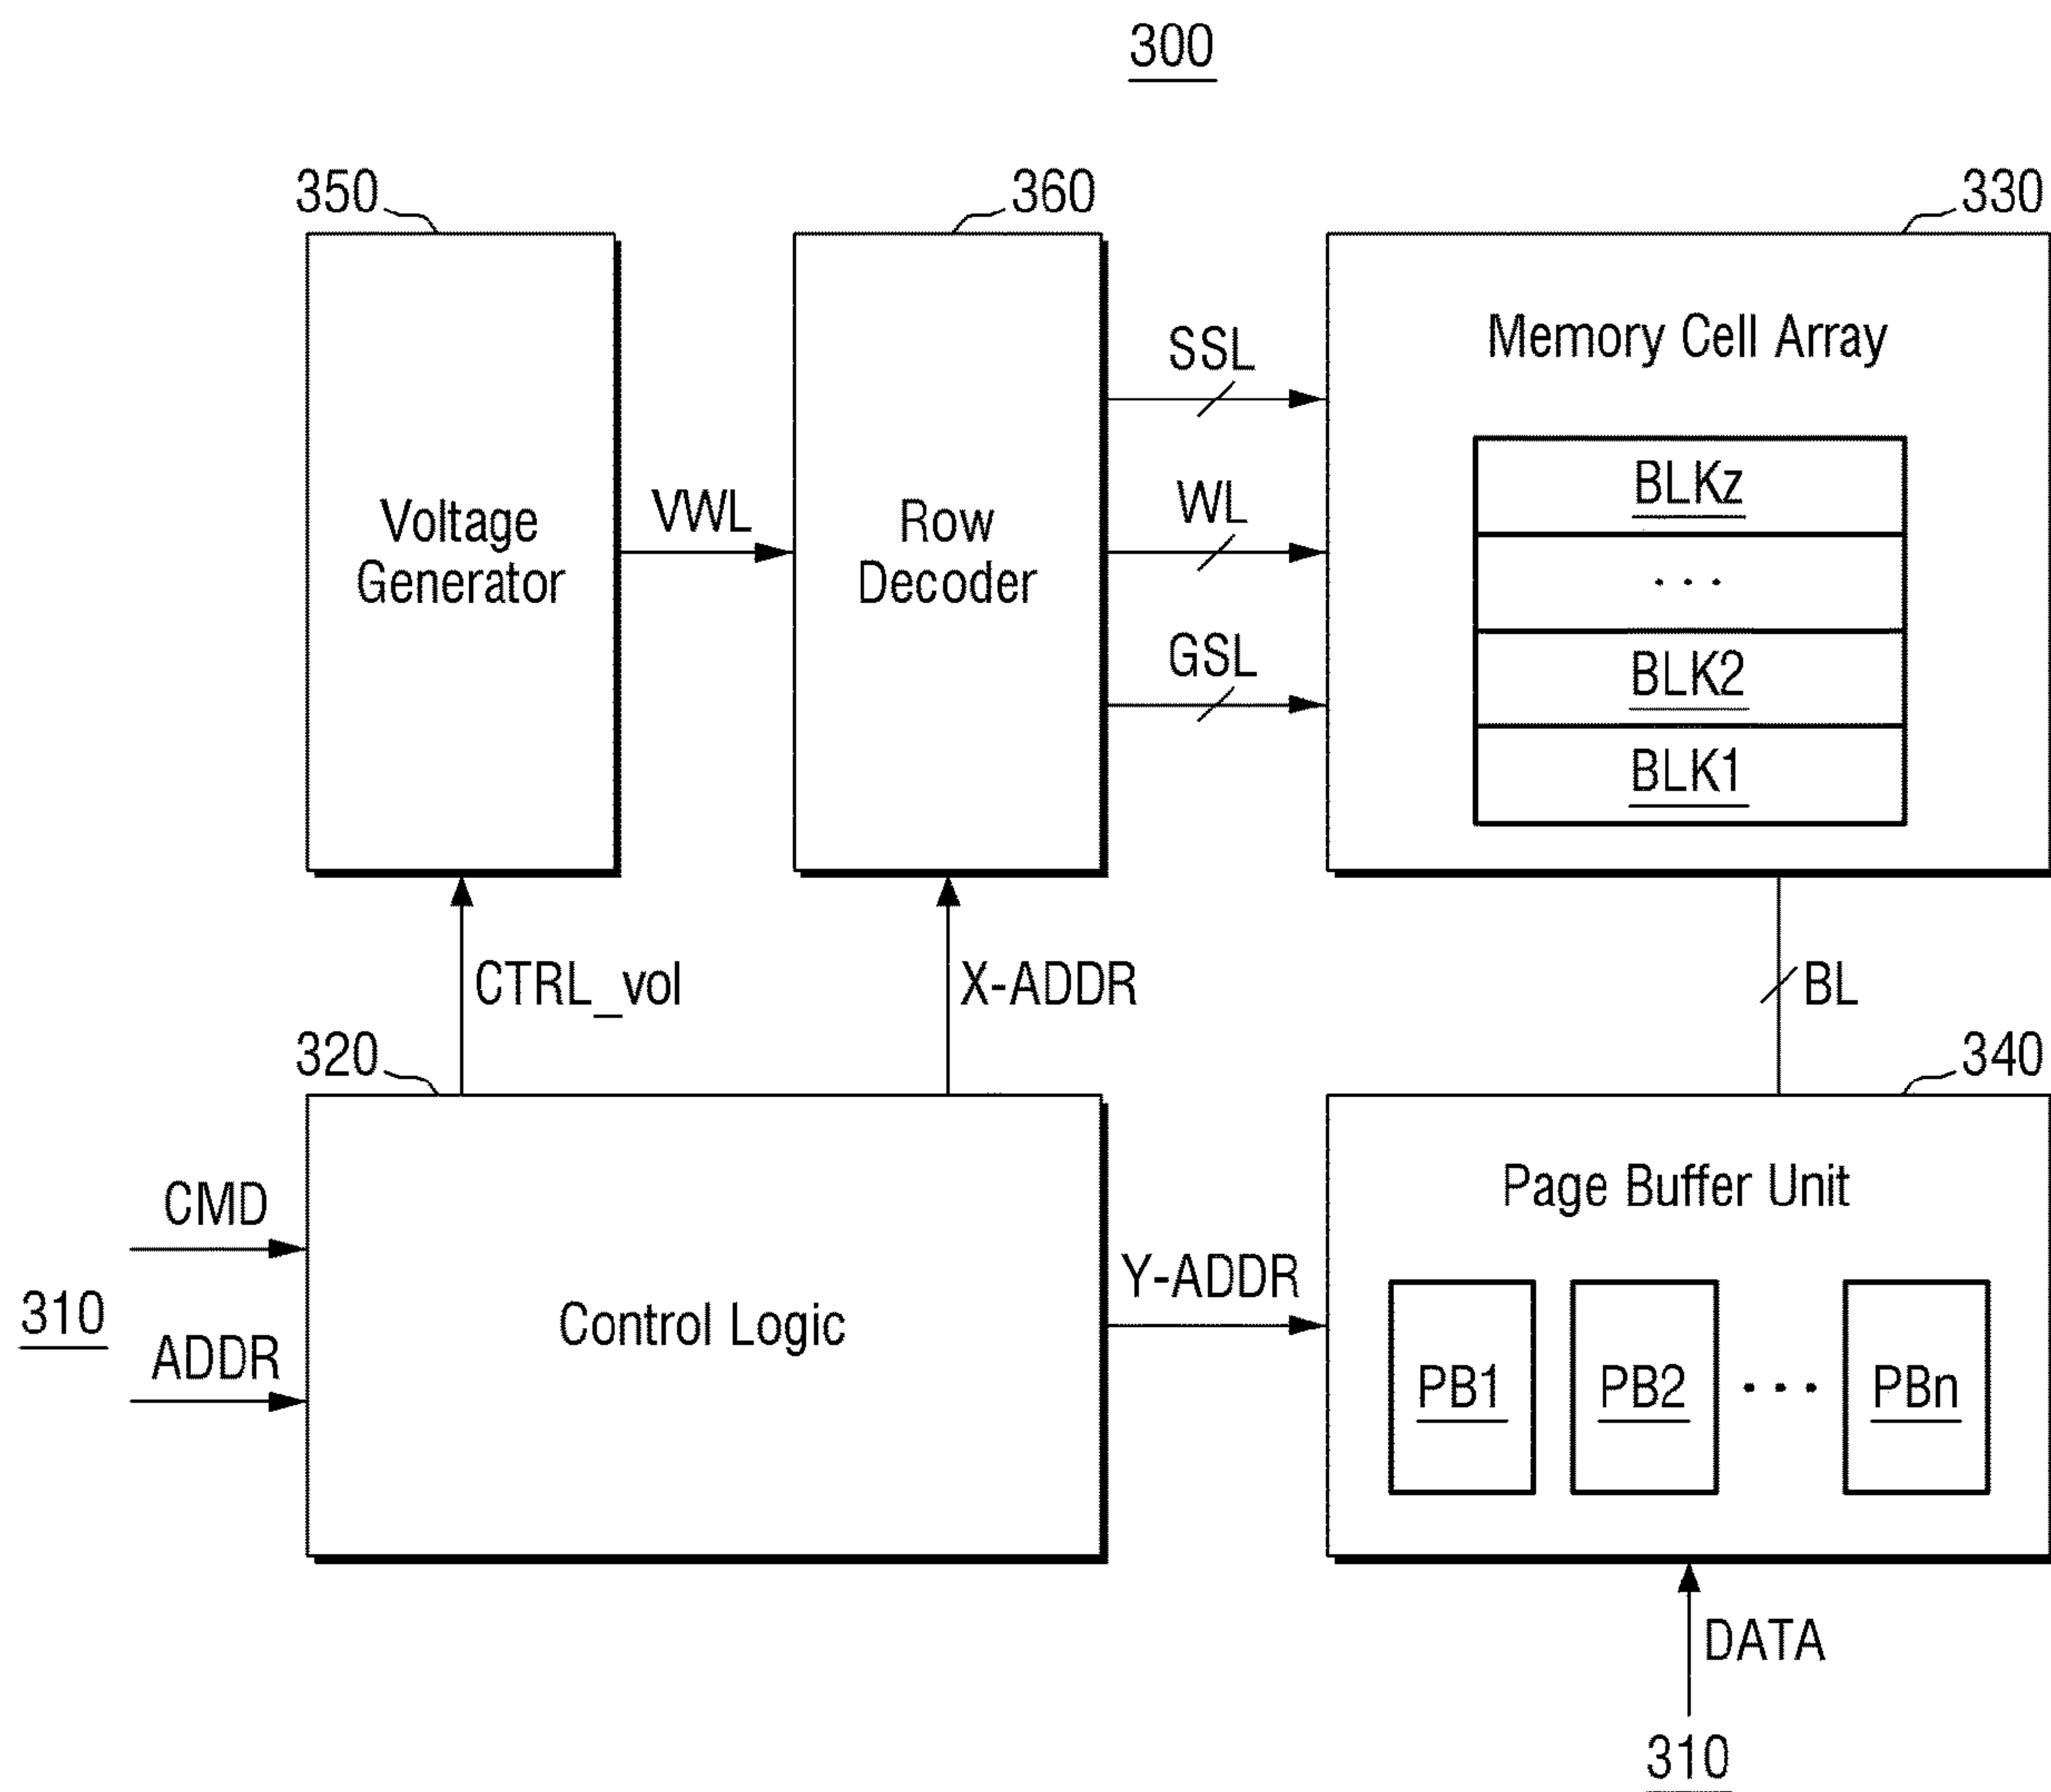 300
350
360
330
Voltage
Generator
VWL
Row
Decoder
SSL
WL
GSL
Memory Cell Array
BLKz
...
BLK2
BLK1
CTRL_vol
X-ADDR
BL
320
340
310
CMD
ADDR
Control Logic
Y-ADDR
Page Buffer Unit
PB1 PB2 ... PBn
DATA
310